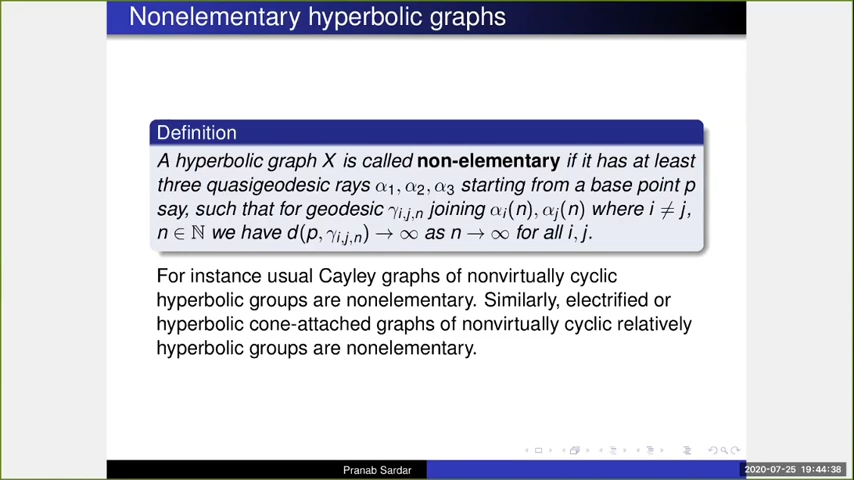 Nonelementary hyperbolic graphs
Definition
A hyperbolic graph X is called non-elementary if it has at least
three quasigeodesic rays α₁, α₂, α₃ starting from a base point p
say, such that for geodesic γᵢ,ⱼ,ₙ joining αᵢ(n), αⱼ(n) where i ≠ j,
n ∈ ℕ we have d(p, γᵢ,ⱼ,ₙ) → ∞ as n → ∞ for all i, j.
For instance usual Cayley graphs of nonvirtually cyclic
hyperbolic groups are nonelementary. Similarly, electrified or
hyperbolic cone-attached graphs of nonvirtually cyclic relatively
hyperbolic groups are nonelementary.
Pranab Sardar
2020-07-25 19:44:38